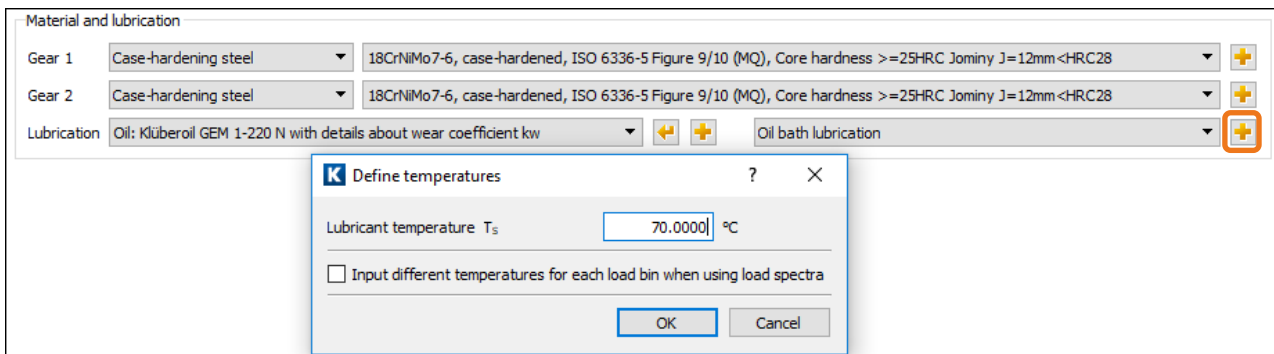 Material and lubrication
Gear 1 Case-hardening steel 18CrNiMo7-6, case-hardened, ISO 6336-5 Figure 9/10 (MQ), Core hardness >=25HRC Jominy J=12mm<HRC28
Gear 2 Case-hardening steel 18CrNiMo7-6, case-hardened, ISO 6336-5 Figure 9/10 (MQ), Core hardness >=25HRC Jominy J=12mm<HRC28
Lubrication Oil: Klüberoil GEM 1-220 N with details about wear coefficient kw Oil bath lubrication
K Define temperatures ?
Lubricant temperature Ts 70.0000 °C
Input different temperatures for each load bin when using load spectra
OK Cancel